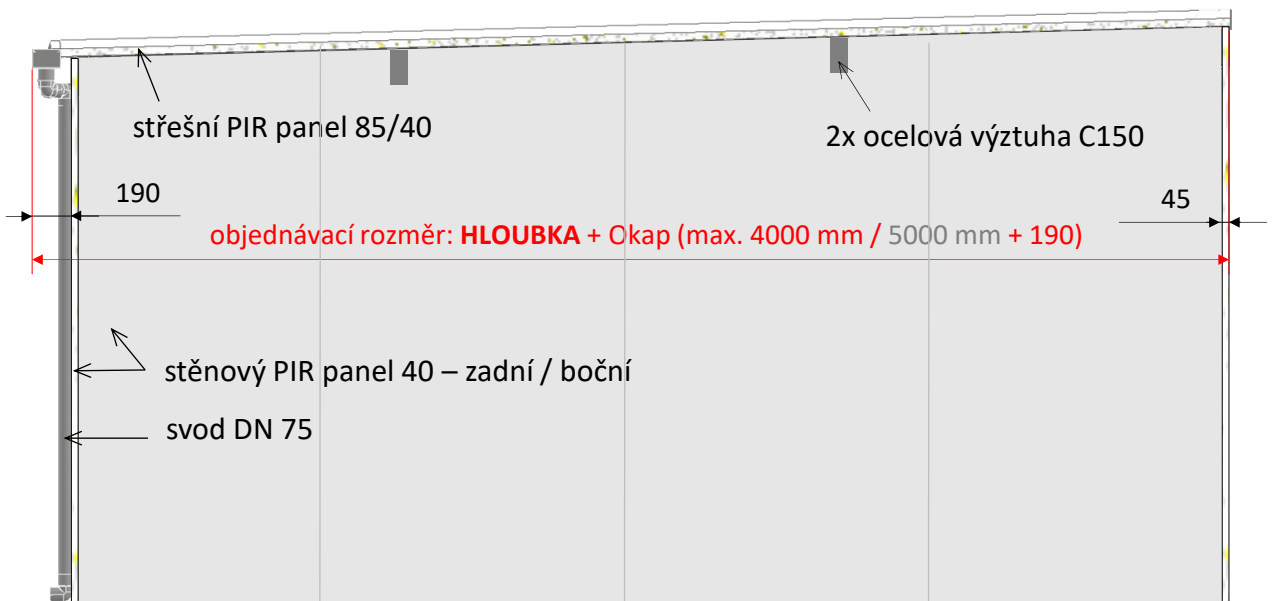 střešní PIR panel 85/40
2x ocelová výztuha C150
190
45
objednávací rozměr: HLOUBKA + Okap (max. 4000 mm / 5000 mm + 190)
stěnový PIR panel 40 – zadní / boční
svod DN 75